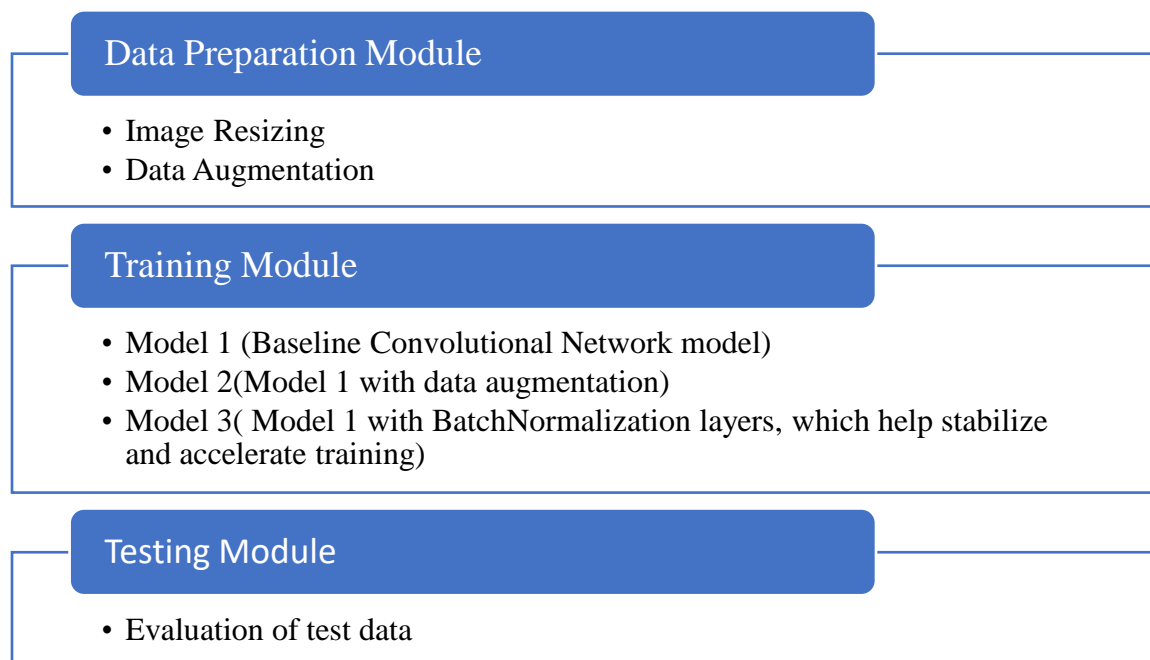 Data Preparation Module
• Image Resizing
• Data Augmentation
Training Module
• Model 1 (Baseline Convolutional Network model)
• Model 2(Model 1 with data augmentation)
• Model 3( Model 1 with BatchNormalization layers, which help stabilize
and accelerate training)
Testing Module
• Evaluation of test data